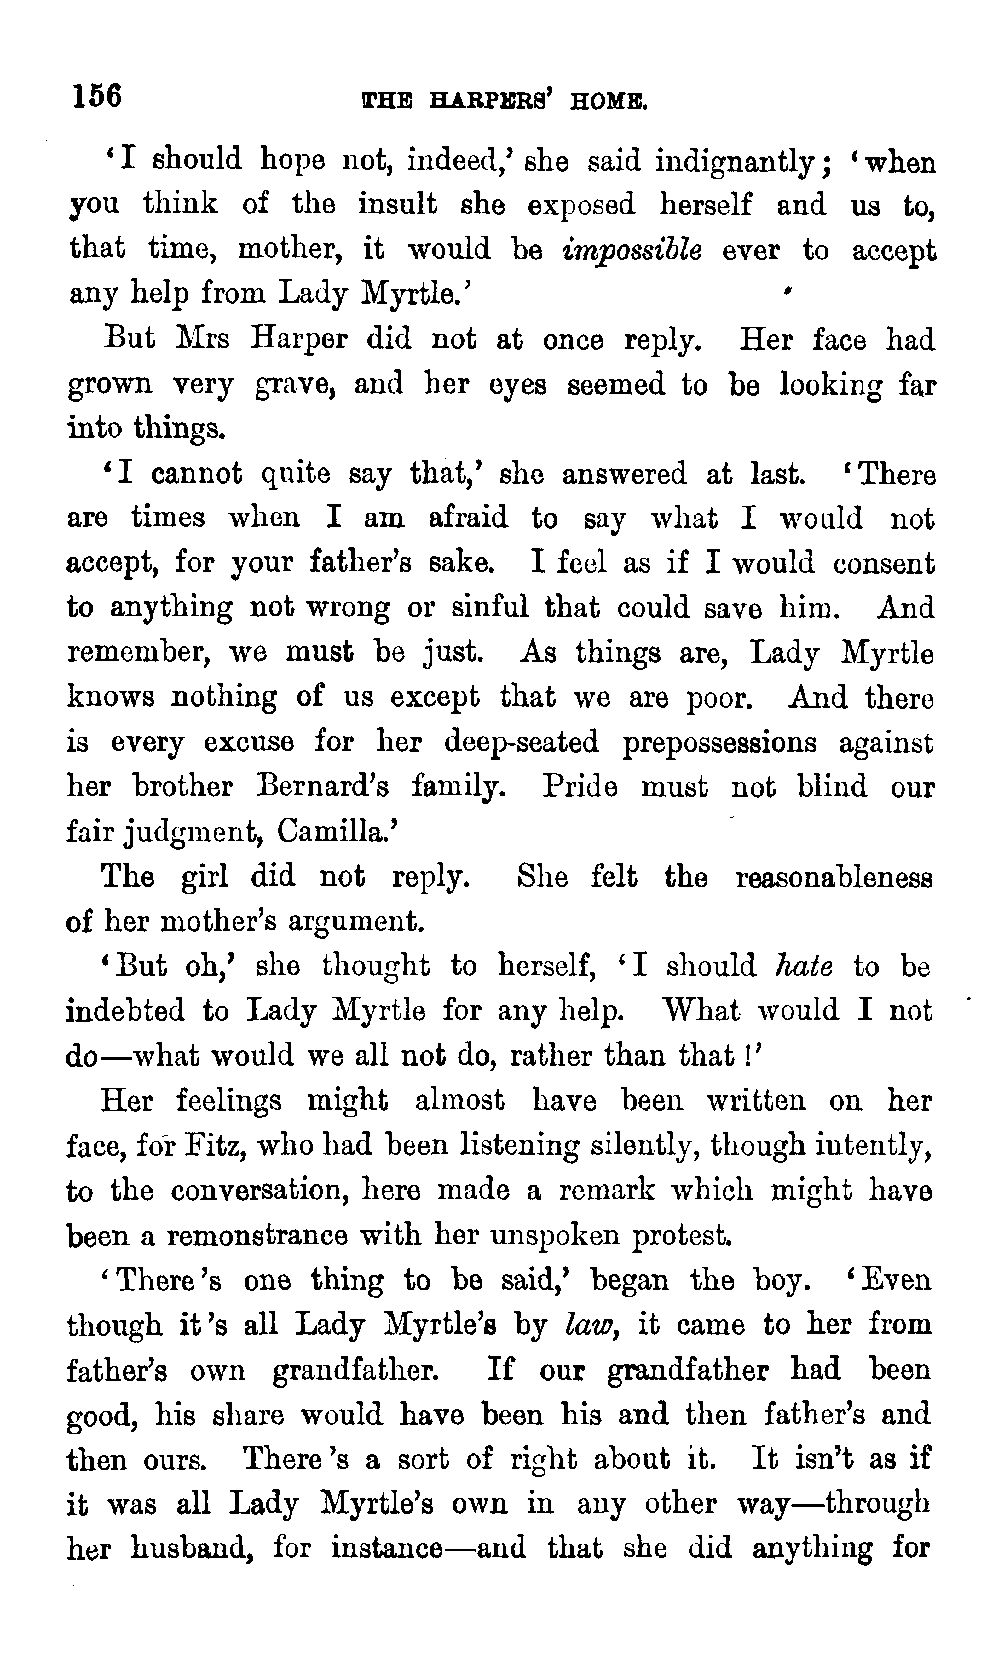 156 THE HARPERS' HOME.
'I should hope not, indeed,' she said indignantly; 'when
you think of the insult she exposed herself and us to,
that time, mother, it would be impossible ever to accept
any help from Lady Myrtle.'
But Mrs Harper did not at once reply. Her face had
grown very grave, and her eyes seemed to be looking far
into things.
'I cannot quite say that,' she answered at last. 'There
are times when I am afraid to say what I would not
accept, for your father's sake. I feel as if I would consent
to anything not wrong or sinful that could save him. And
remember, we must be just. As things are, Lady Myrtle
knows nothing of us except that we are poor. And there
is every excuse for her deep-seated prepossessions against
her brother Bernard's family. Pride must not blind our
fair judgment, Camilla.'
The girl did not reply. She felt the reasonableness
of her mother's argument.
'But oh,' she thought to herself, 'I should hate to be
indebted to Lady Myrtle for any help. What would I not
do—what would we all not do, rather than that!'
Her feelings might almost have been written on her
face, for Fitz, who had been listening silently, though intently,
to the conversation, here made a remark which might have
been a remonstrance with her unspoken protest.
'There's one thing to be said,' began the boy. 'Even
though it's all Lady Myrtle's by law, it came to her from
father's own grandfather. If our grandfather had been
good, his share would have been his and then father's and
then ours. There's a sort of right about it. It isn't as if
it was all Lady Myrtle's own in any other way—through
her husband, for instance—and that she did anything for